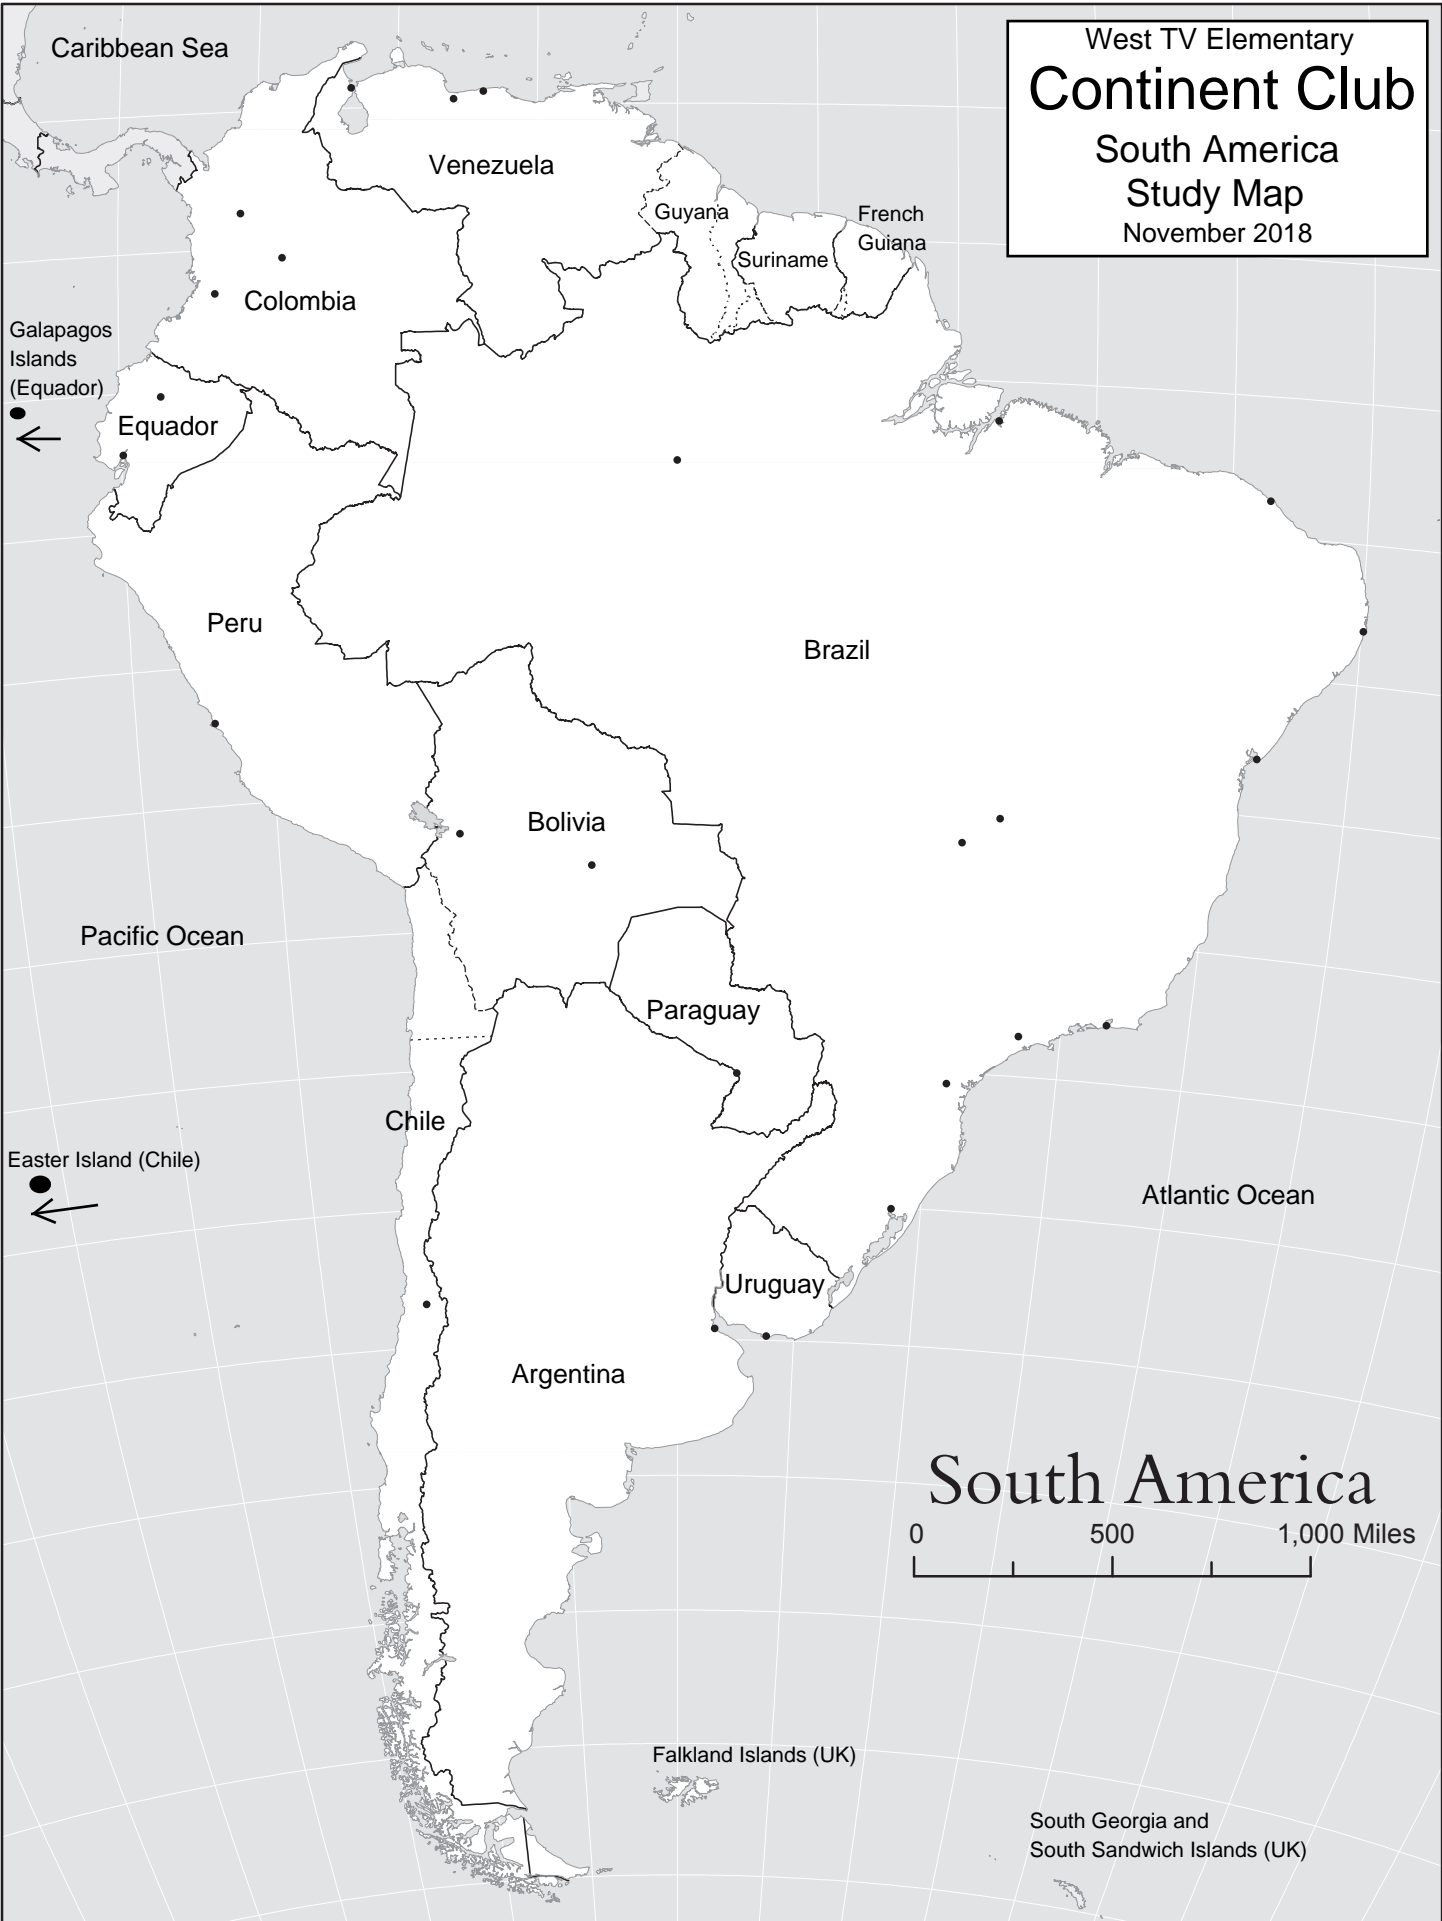 Caribbean Sea
West TV Elementary
Continent Club
South America
Study Map
November 2018
Venezuela
Guyana
French
Guiana
Suriname
Colombia
Galapagos
Islands
(Equador)
Equador
Peru
Brazil
Bolivia
Pacific Ocean
Paraguay
Chile
Easter Island (Chile)
Atlantic Ocean
Uruguay
Argentina
South America
0 500 1,000 Miles
Falkland Islands (UK)
South Georgia and
South Sandwich Islands (UK)